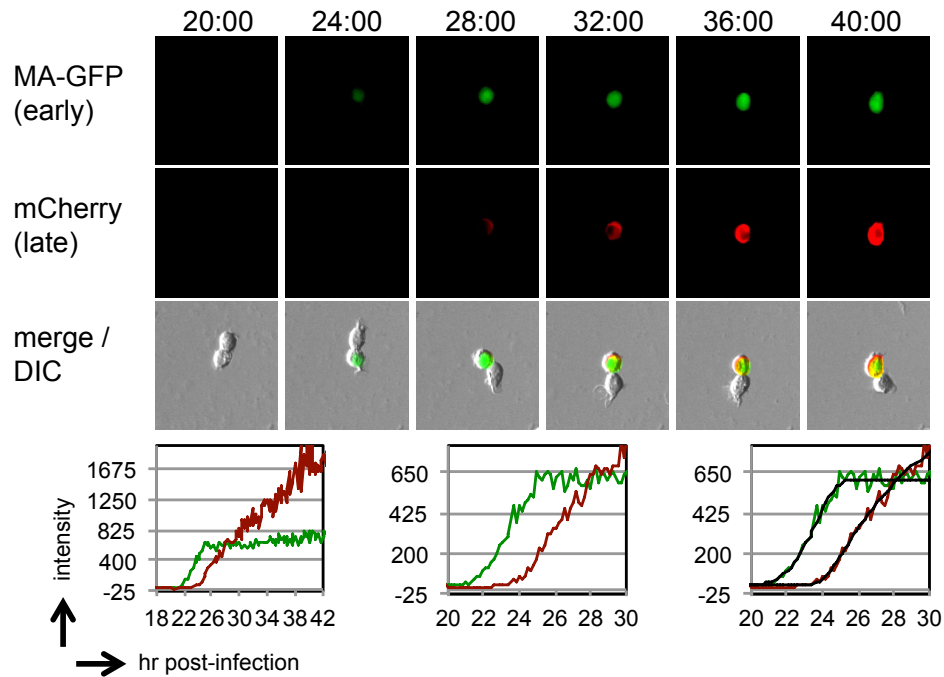 20:00 24:00 28:00 32:00 36:00 40:00
MA-GFP
(early)
mCherry
(late)
merge /
DIC
intensity
1675
1250
825
400
-25
18 22 26 30 34 38 42
650
425
200
-25
20 22 24 26 28 30
650
425
200
-25
20 22 24 26 28 30
hr post-infection